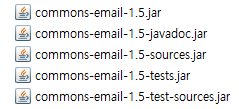 commons-email-1.5.jar
commons-email-1.5-javadoc.jar
commons-email-1.5-sources.jar
commons-email-1.5-tests.jar
commons-email-1.5-test-sources.jar